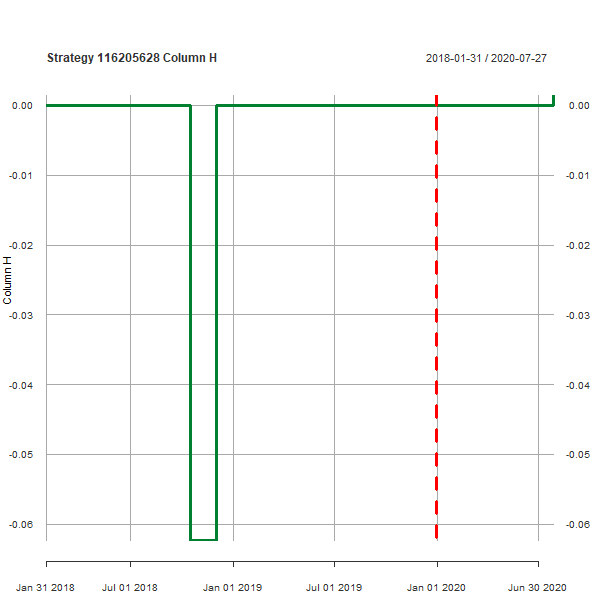 Strategy 116205628 Column H 2018-01-31 / 2020-07-27
0.00 0.00
-0.01 -0.01
-0.02 -0.02
Column H
-0.03 -0.03
-0.04 -0.04
-0.05 -0.05
-0.06 -0.06
Jan 31 2018 Jul 01 2018 Jan 01 2019 Jul 01 2019 Jan 01 2020 Jun 30 2020